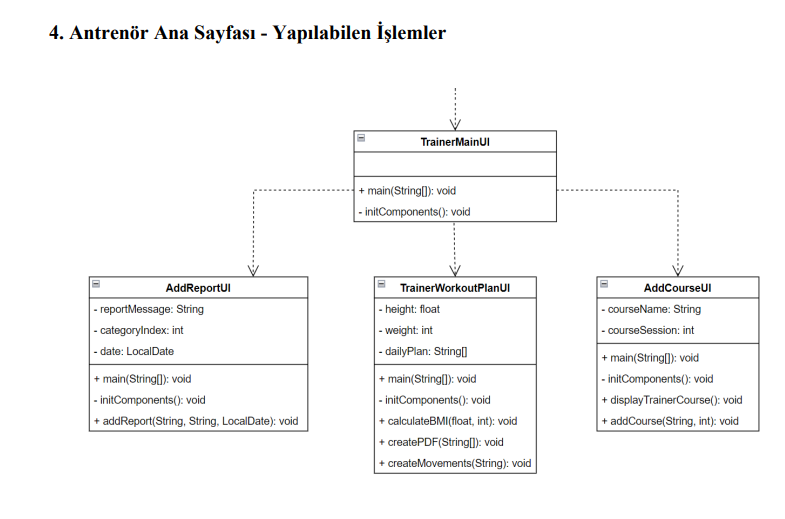 4. Antrenör Ana Sayfası - Yapılabilen İşlemler
TrainerMainUI
+ main(String[]): void
- initComponents(): void
AddReportUI
- reportMessage: String
- categoryIndex: int
- date: LocalDate
+ main(String[]): void
- initComponents(): void
+ addReport(String, String, LocalDate): void
TrainerWorkoutPlanUI
- height: float
- weight: int
- dailyPlan: String[]
+ main(String[]): void
- initComponents(): void
+ calculateBMI(float, int): void
+ createPDF(String[]): void
+ createMovements(String): void
AddCourseUI
- courseName: String
- courseSession: int
+ main(String[]): void
- initComponents(): void
+ displayTrainerCourse(): void
+ addCourse(String, int): void